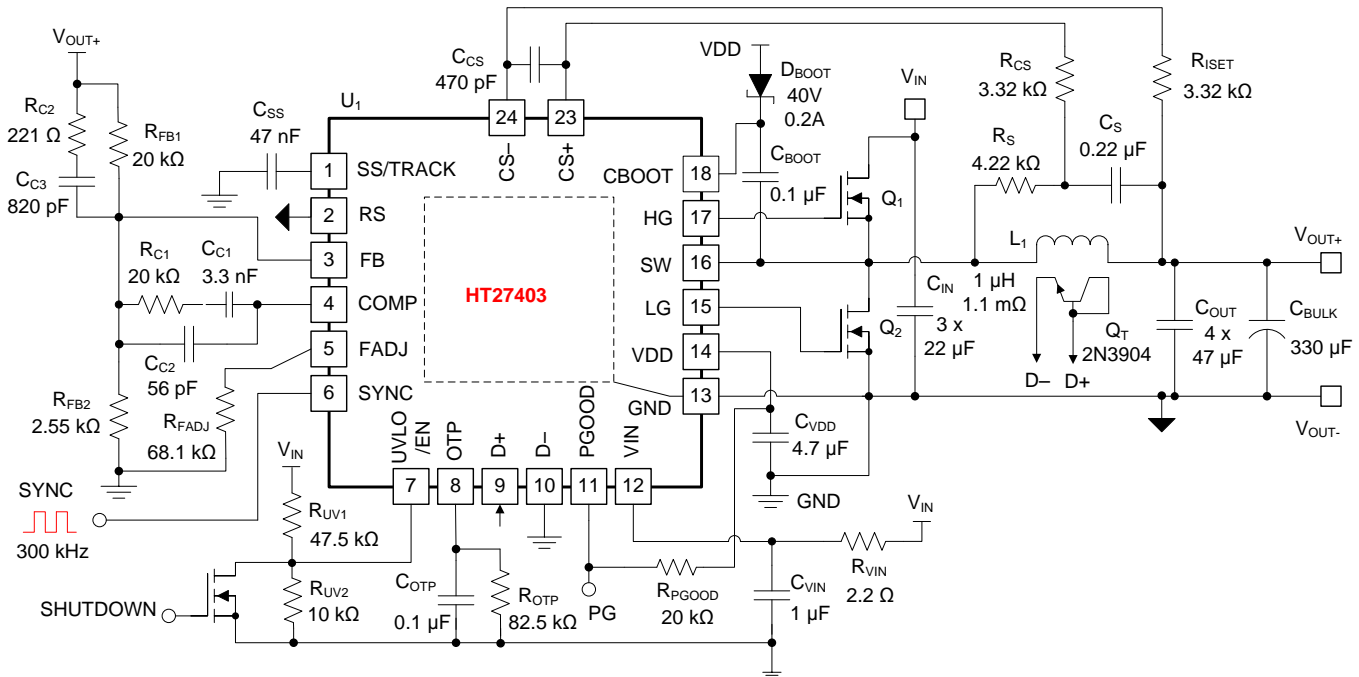 VOUT+
RC2
221 Ω
RFB1
20 kΩ
CC3
820 pF
CSS
47 nF
U1
CCS
470 pF
24
23
CS–
CS+
VDD
DBOOT
40V
0.2A
VIN
RCS
3.32 kΩ
RISET
3.32 kΩ
RS
4.22 kΩ
CS
0.22 µF
1
SS/TRACK
2
RS
3
FB
4
COMP
5
FADJ
6
SYNC
CBOOT
18
HG
17
SW
16
LG
15
VDD
14
GND
13
HT27403
CBOOT
0.1 µF
Q1
Q2
CIN
3 x
22 µF
L1
1 µH
1.1 mΩ
QT
2N3904
D–
D+
COUT
4 x
47 µF
CBULK
330 µF
VOUT+
VOUT-
RC1
20 kΩ
CC1
3.3 nF
CC2
56 pF
RFB2
2.55 kΩ
RFADJ
68.1 kΩ
UVLO
/EN
OTP
D+
D–
PGOOD
VIN
7
8
9
10
11
12
CVDD
4.7 µF
GND
SYNC
300 kHz
VIN
RUV1
47.5 kΩ
RUV2
10 kΩ
SHUTDOWN
COTP
0.1 µF
ROTP
82.5 kΩ
PG
RPGOOD
20 kΩ
CVIN
1 µF
RVIN
2.2 Ω
VIN